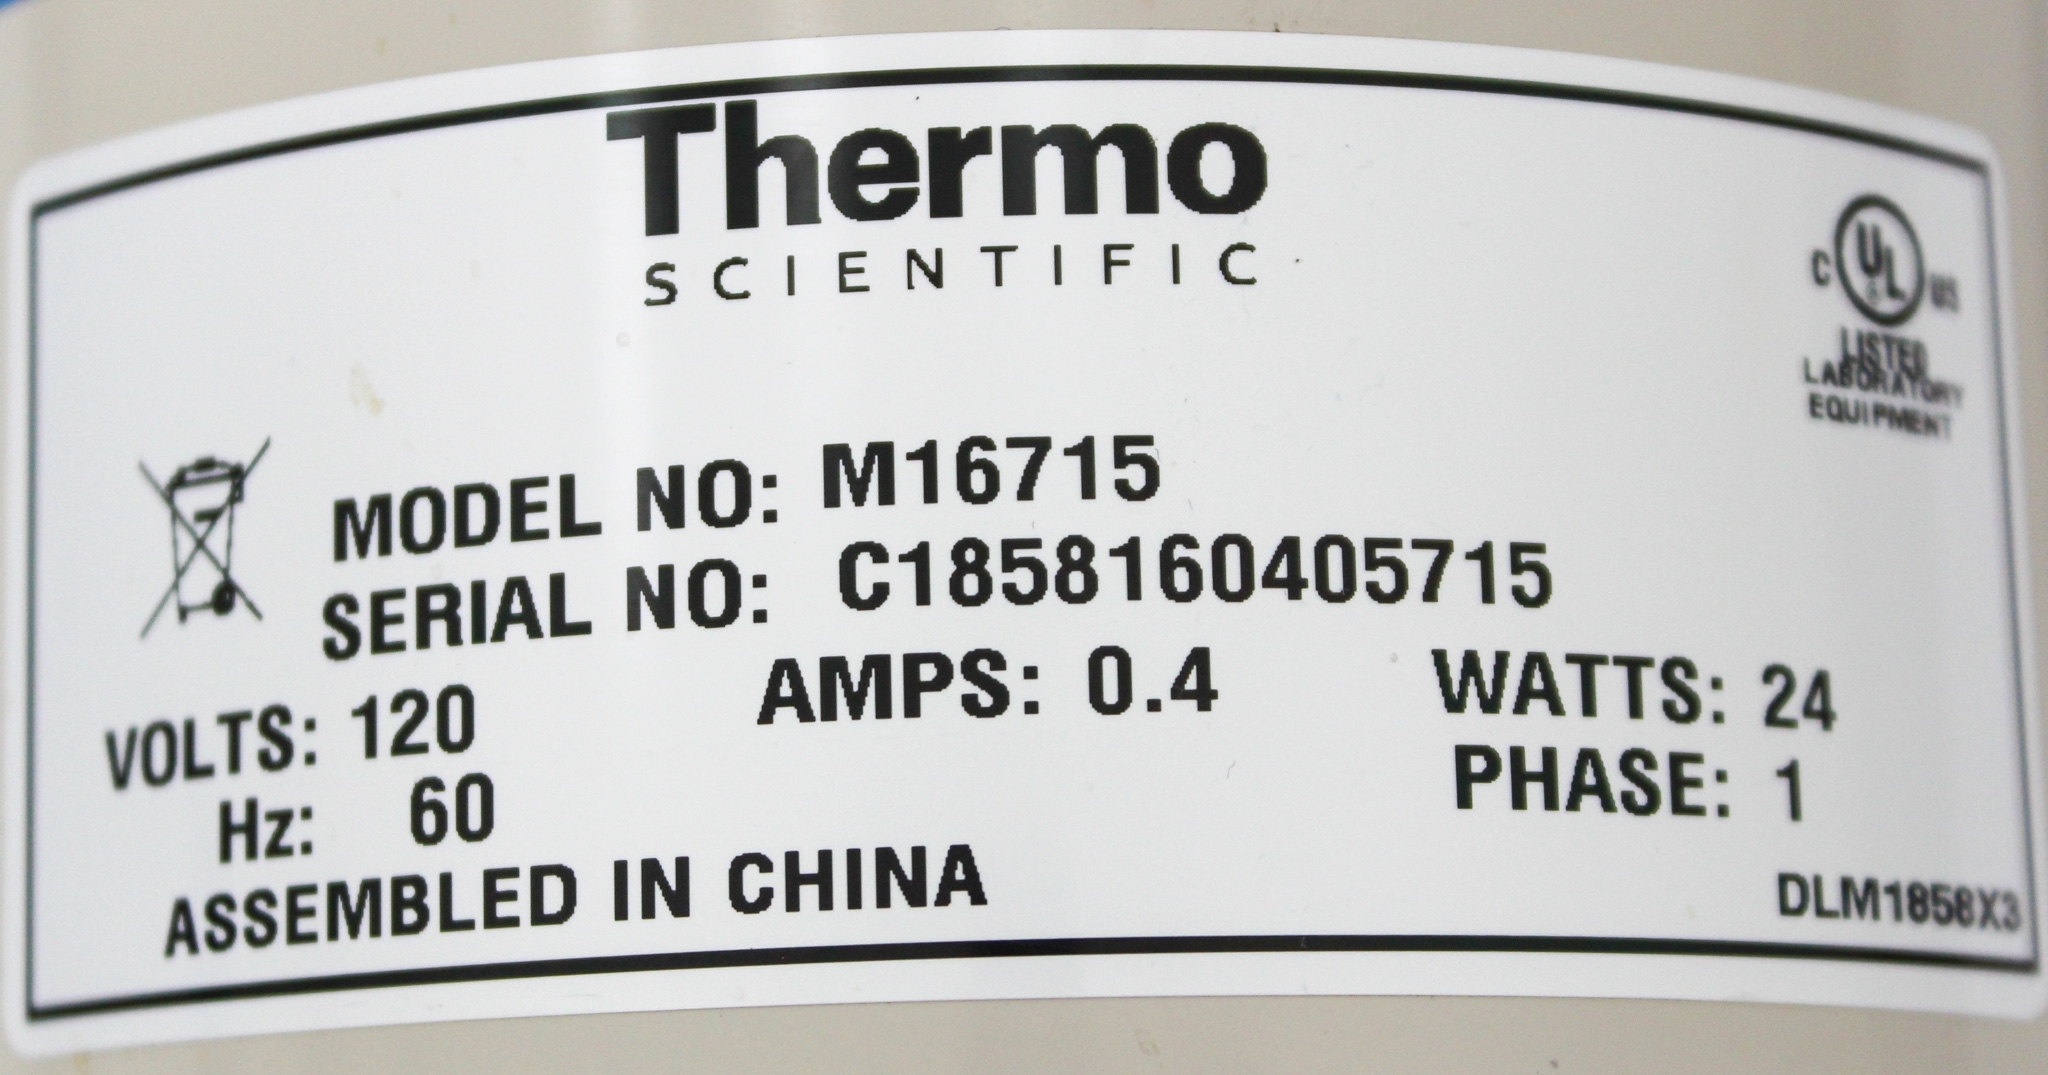 Thermo
SCIENTIFIC
C UL US
LISTED
LABORATORY
EQUIPMENT
MODEL NO: M16715
SERIAL NO: C1858160405715
VOLTS: 120 AMPS: 0.4 WATTS: 24
Hz: 60 PHASE: 1
ASSEMBLED IN CHINA
DLM1858X3